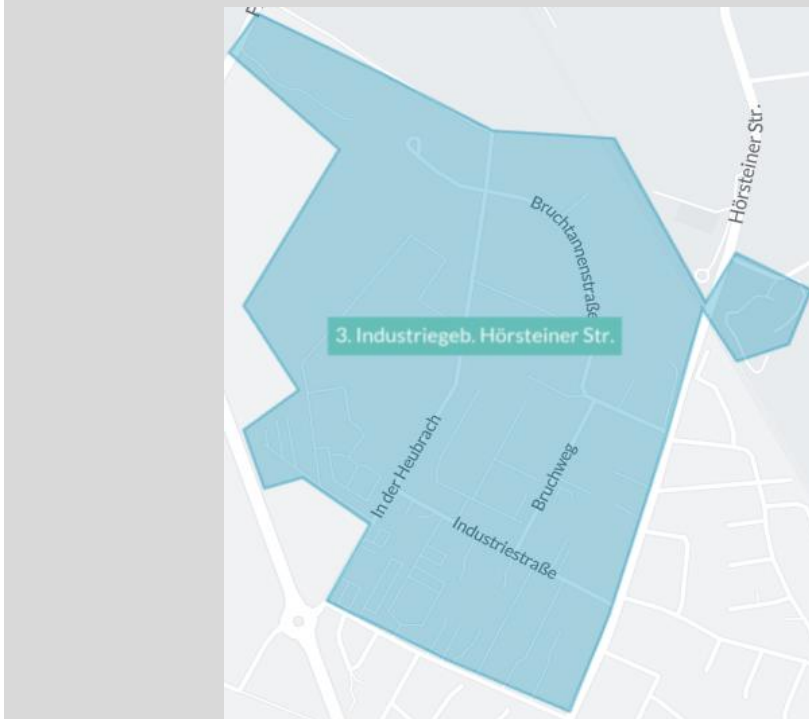 Hörsteiner Str.
Bruchtannenstraße
3. Industriegeb. Hörsteiner Str.
In der Heubrach
Bruchweg
Industriestraße